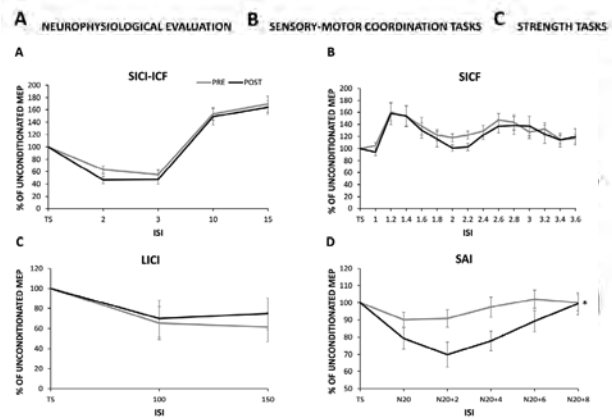 A NEUROPHYSIOLOGICAL EVALUATION B SENSORY-MOTOR COORDINATION TASKS C STRENGTH TASKS
A
SICI-ICF
PRE POST
% OF UNCONDITIONED MEP
200
180
160
140
120
100
80
60
40
20
0
TS 2 3 10 15
ISI
B
SICF
% OF UNCONDITIONED MEP
200
180
160
140
120
100
80
60
40
20
0
TS 1 1.2 1.4 1.6 1.8 2 2.2 2.4 2.6 2.8 3 3.2 3.4 3.6
ISI
C
LICI
% OF UNCONDITIONED MEP
120
100
80
60
40
20
0
TS 100 150
ISI
D
SAI
% OF UNCONDITIONED MEP
120
110
100
90
80
70
60
50
TS N20 N20+2 N20+4 N20+6 N20+8
ISI
*